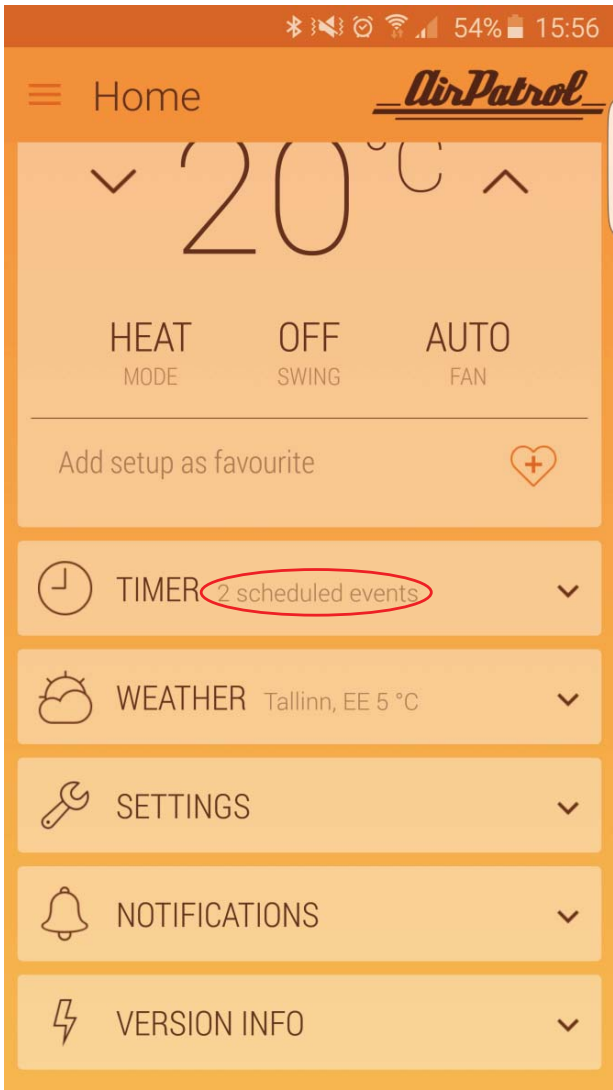 54% 15:56
Home AirPatrol
20°C
HEAT OFF AUTO
MODE SWING FAN
Add setup as favourite
TIMER 2 scheduled events
WEATHER Tallinn, EE 5 °C
SETTINGS
NOTIFICATIONS
VERSION INFO